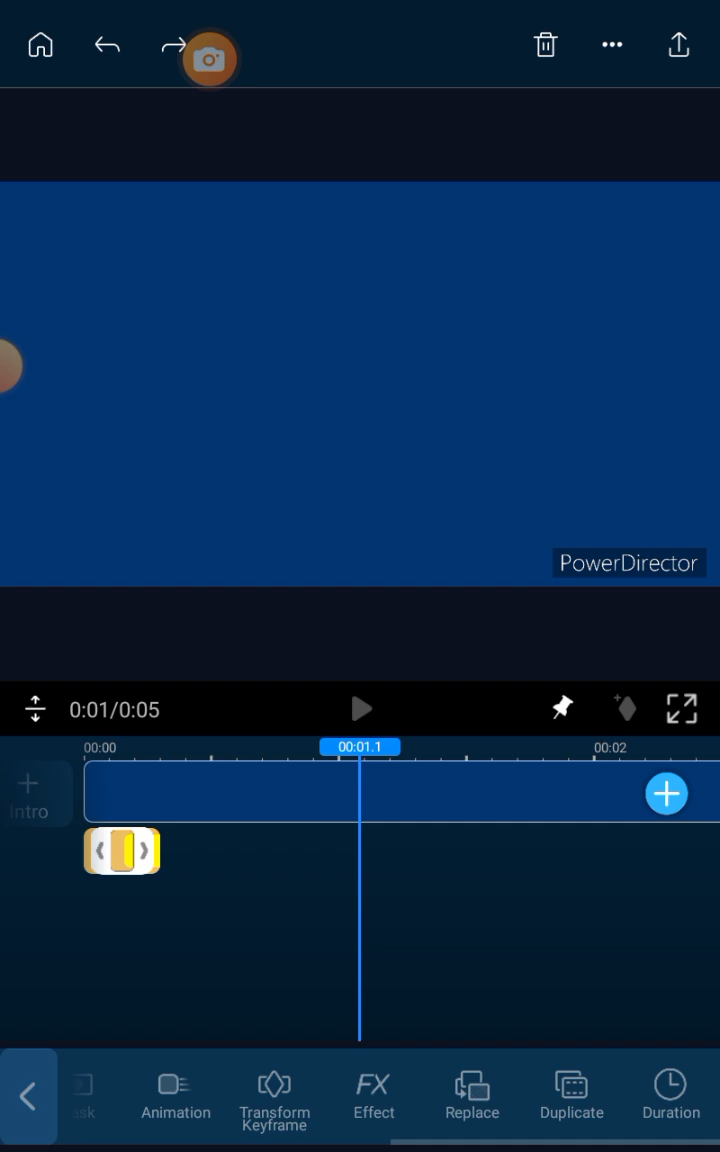 PowerDirector
0:01/0:05
00:00
00:01.1
00:02
Intro
ask
Animation
Transform
Keyframe
FX
Effect
Replace
Duplicate
Duration